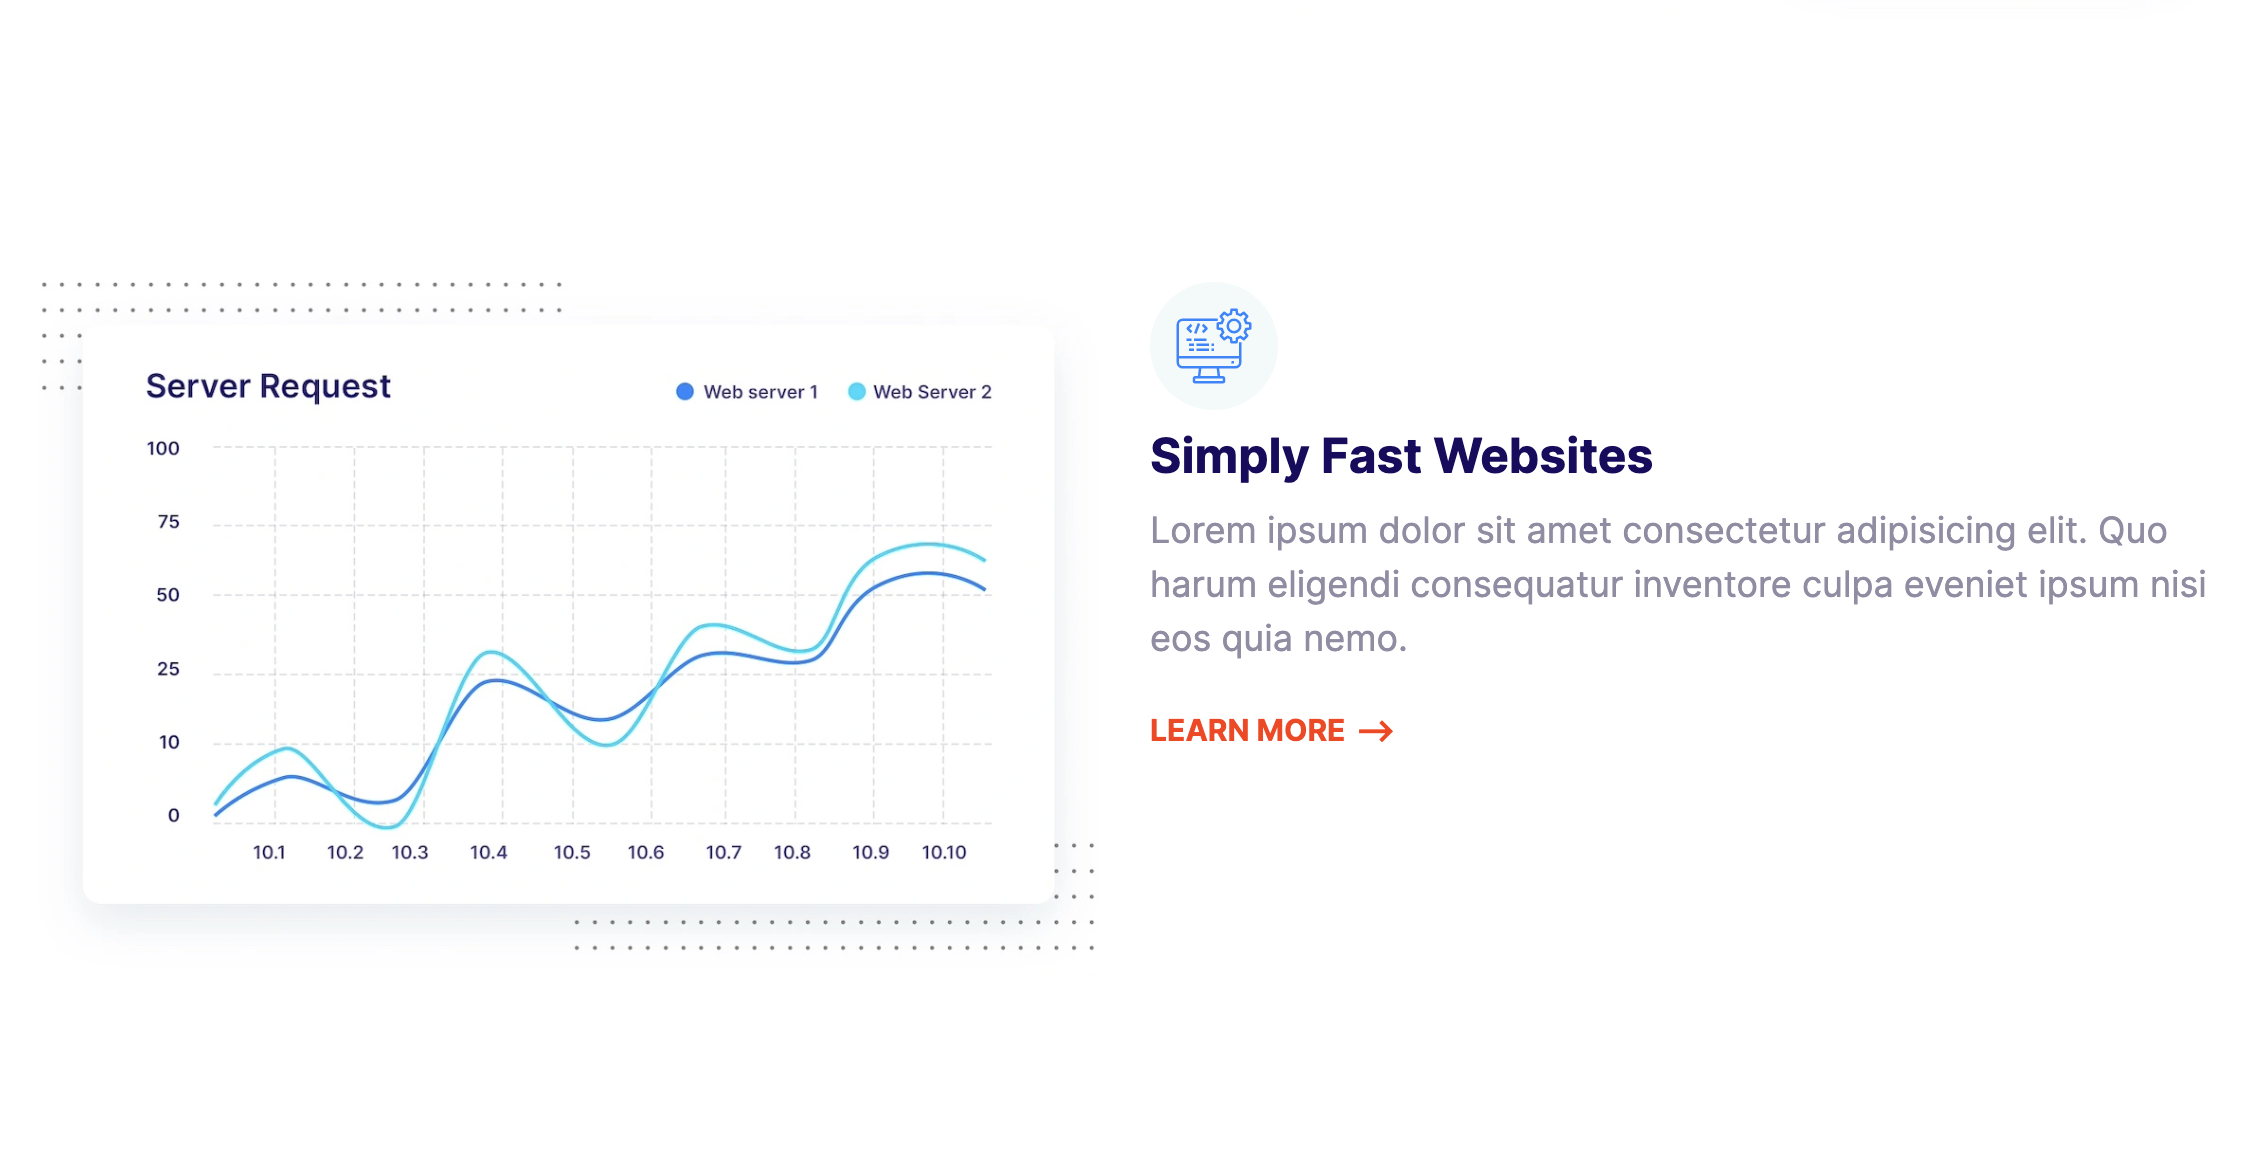 Server Request
Web server 1
Web Server 2
100
75
50
25
10
0
10.1 10.2 10.3 10.4 10.5 10.6 10.7 10.8 10.9 10.10
</>
Simply Fast Websites
Lorem ipsum dolor sit amet consectetur adipisicing elit. Quo
harum eligendi consequatur inventore culpa eveniet ipsum nisi
eos quia nemo.
LEARN MORE →